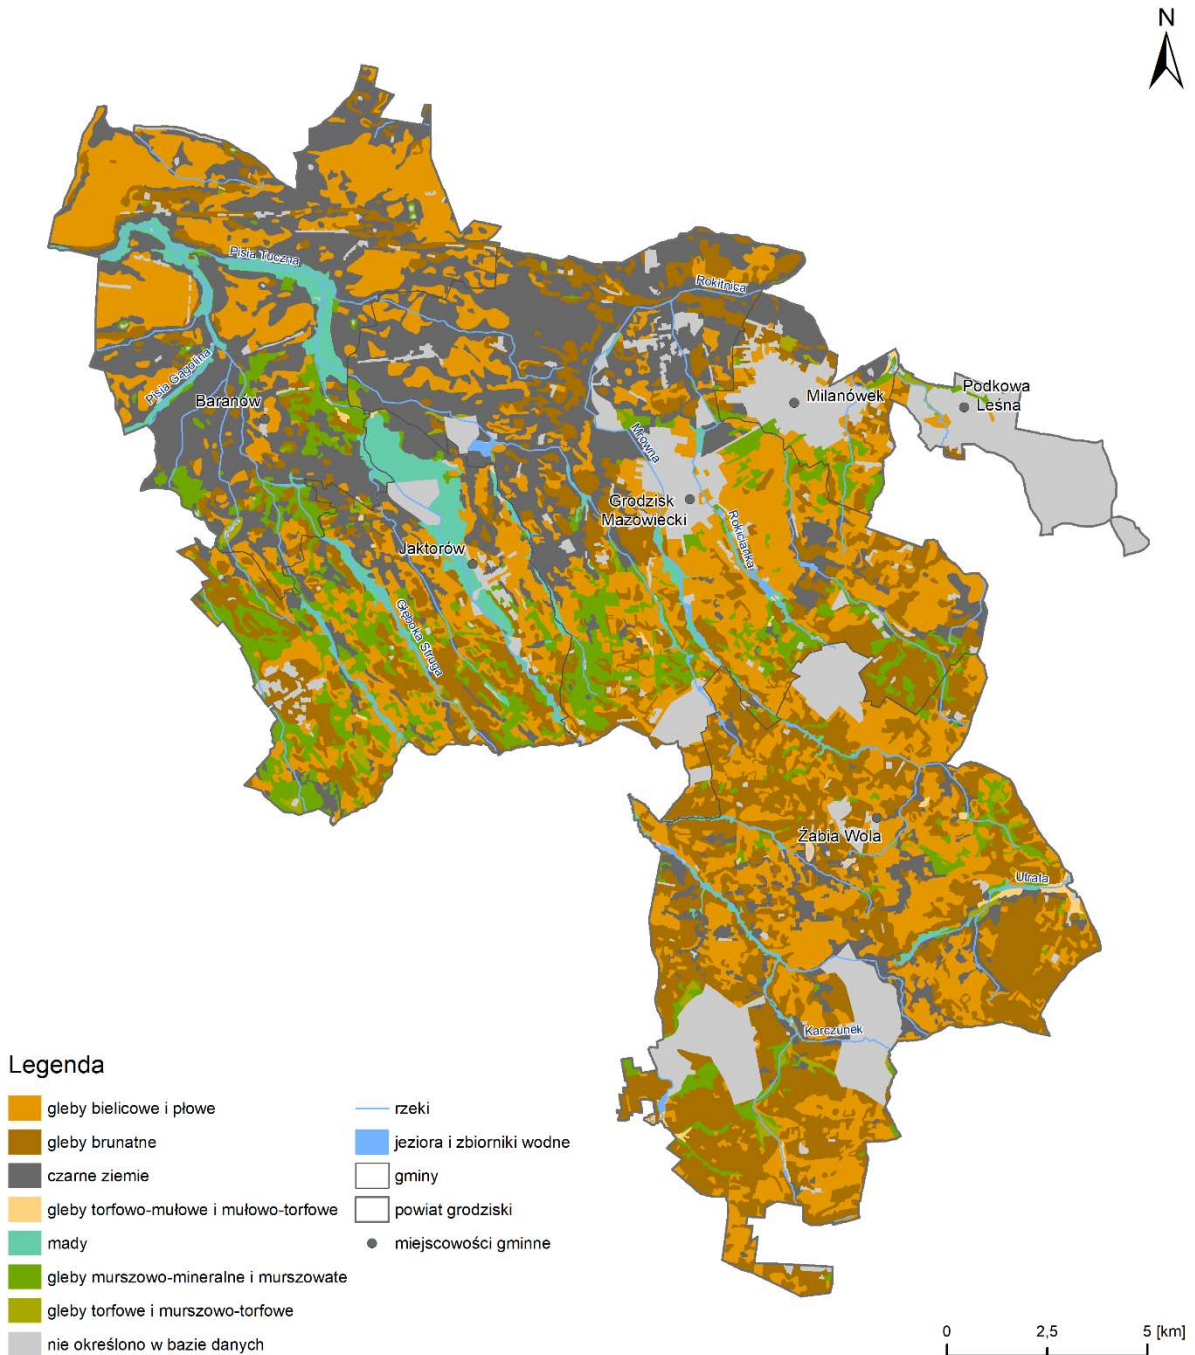 N
Pisia Tuczna
Rokitnica
Pisia Gągolina
Baranów
Milanówek
Podkowa
Leśna
Mrowna
Grodzisk
Mazowiecki
Rokicianka
Jaktorów
Głęboka Struga
Żabia Wola
Utrata
Karczunek
Legenda
gleby bielicowe i płowe
gleby brunatne
czarne ziemie
gleby torfowo-mułowe i mułowo-torfowe
mady
gleby murszowo-mineralne i murszowate
gleby torfowe i murszowo-torfowe
nie określono w bazie danych
rzeki
jeziora i zbiorniki wodne
gminy
powiat grodziski
miejscowości gminne
0 2,5 5 [km]